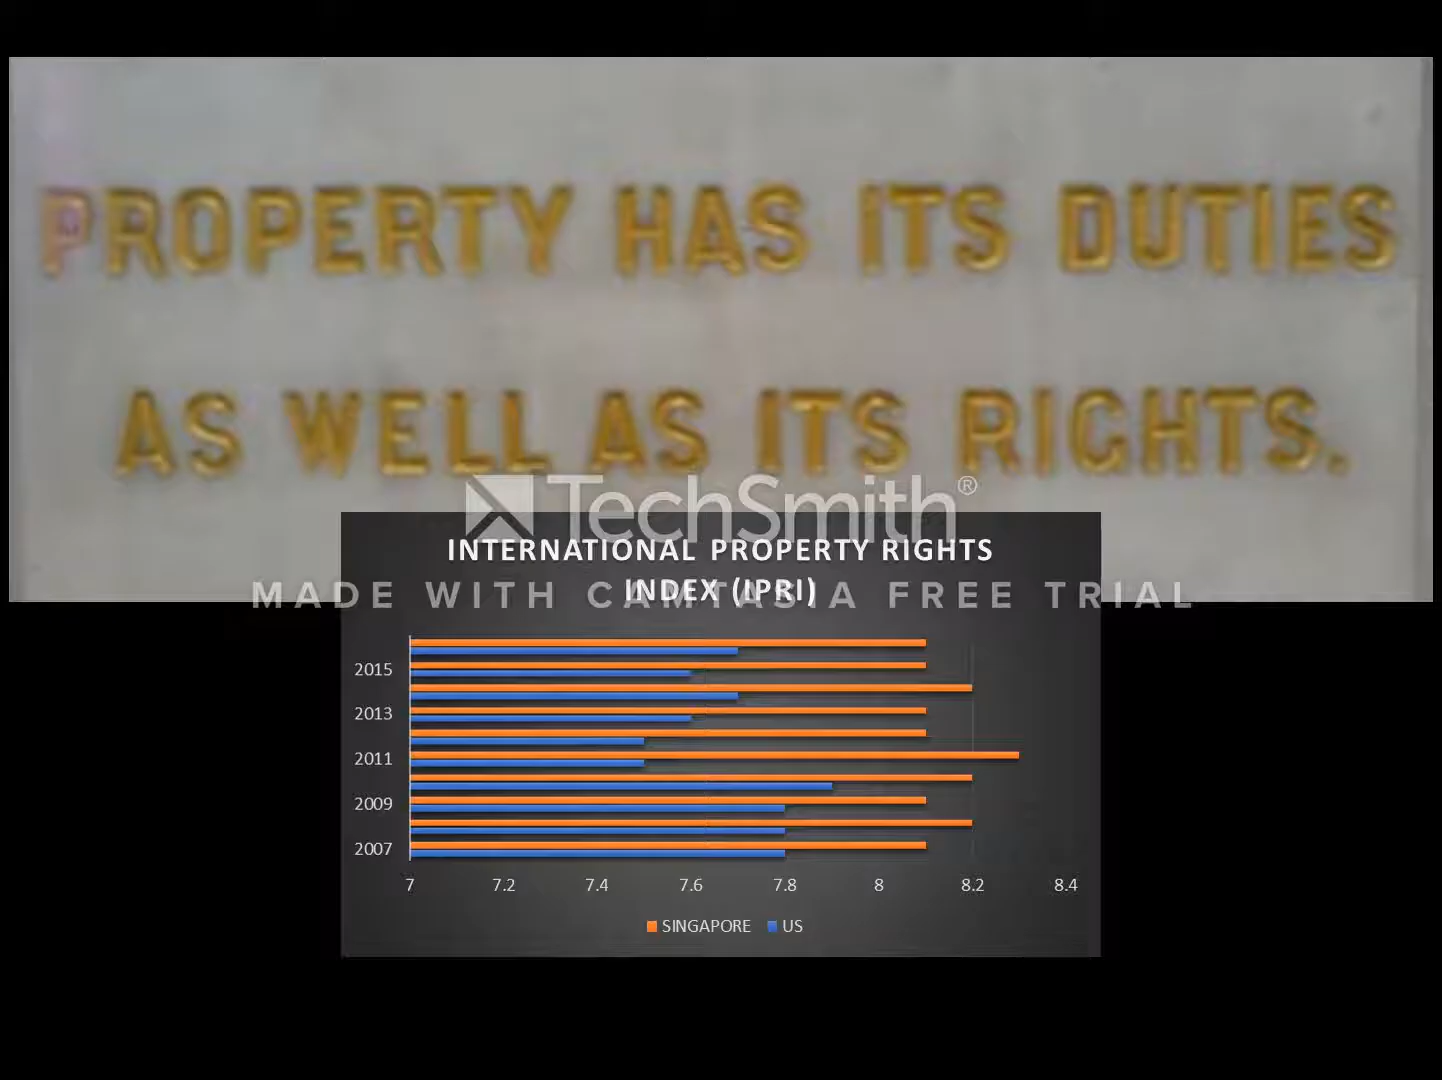 PROPERTY HAS ITS DUTIES
AS WELL AS ITS RIGHTS.
TechSmith®
MADE WITH CAMTASIA FREE TRIAL
INTERNATIONAL PROPERTY RIGHTS
INDEX (IPRI)
2015
2013
2011
2009
2007
7 7.2 7.4 7.6 7.8 8 8.2 8.4
SINGAPORE US